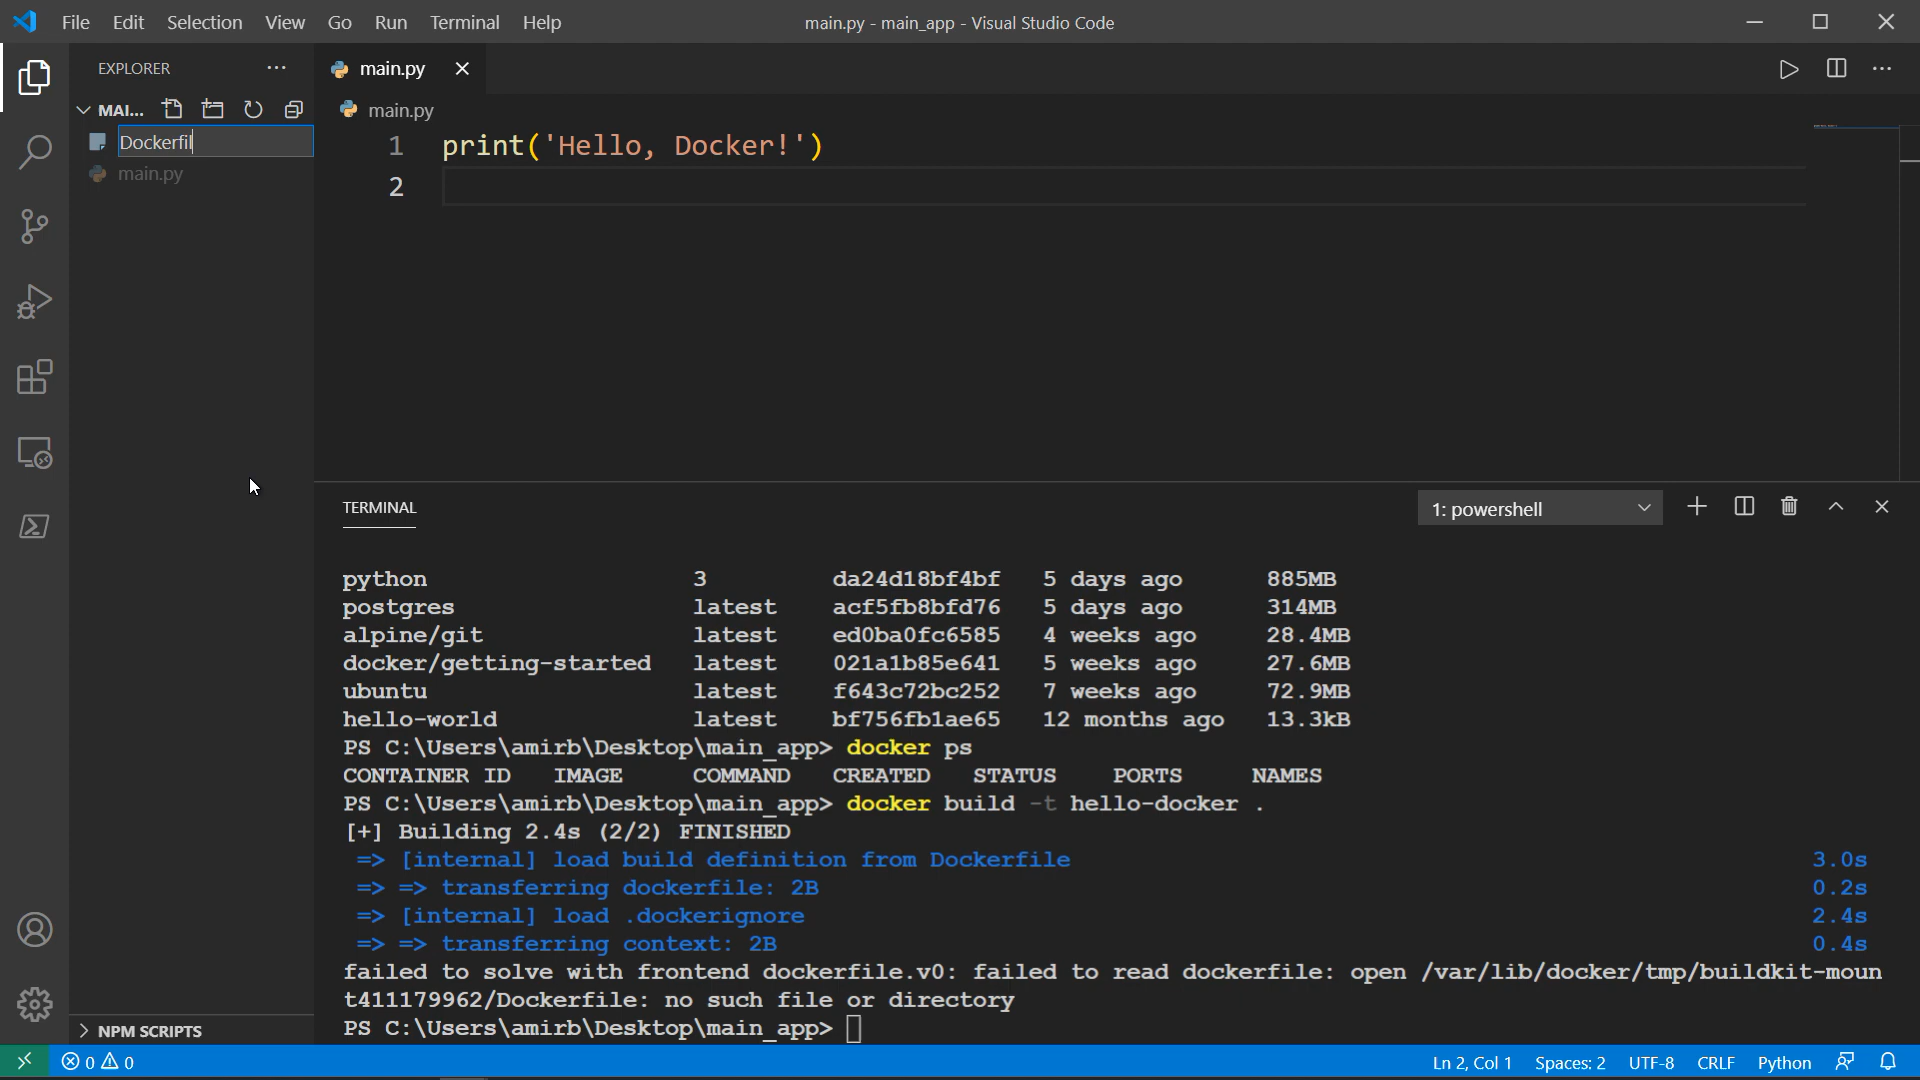 File Edit Selection View Go Run Terminal Help
main.py - main_app - Visual Studio Code
EXPLORER
MAI...
Dockerfil
main.py
NPM SCRIPTS
main.py
main.py
1 print('Hello, Docker!')
2
TERMINAL
1: powershell
python 3 da24d18bf4bf 5 days ago 885MB
postgres latest acf5fb8bfd76 5 days ago 314MB
alpine/git latest ed0ba0fc6585 4 weeks ago 28.4MB
docker/getting-started latest 021a1b85e641 5 weeks ago 27.6MB
ubuntu latest f643c72bc252 7 weeks ago 72.9MB
hello-world latest bf756fb1ae65 12 months ago 13.3kB
PS C:\Users\amirb\Desktop\main_app> docker ps
CONTAINER ID IMAGE COMMAND CREATED STATUS PORTS NAMES
PS C:\Users\amirb\Desktop\main_app> docker build -t hello-docker .
[+] Building 2.4s (2/2) FINISHED
=> [internal] load build definition from Dockerfile 3.0s
=> => transferring dockerfile: 2B 0.2s
=> [internal] load .dockerignore 2.4s
=> => transferring context: 2B 0.4s
failed to solve with frontend dockerfile.v0: failed to read dockerfile: open /var/lib/docker/tmp/buildkit-moun
t411179962/Dockerfile: no such file or directory
PS C:\Users\amirb\Desktop\main_app>
0 0
Ln 2, Col 1 Spaces: 2 UTF-8 CRLF Python